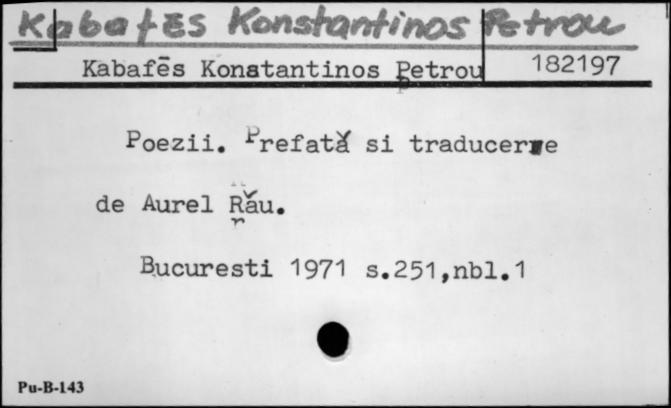 Kabafēs Konstantinos Petrou
Kabafēs Konstantinos Petrou 182197
Poezii. Prefată si traducere
de Aurel Rău.
Bucuresti 1971 s.251,nbl.1
Pu-B-143